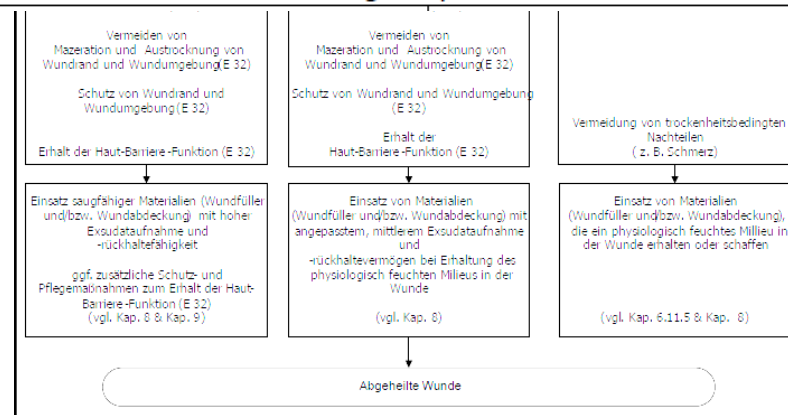 Vermeiden von
Mazeration und Austrocknung von
Wundrand und Wundumgebung(E 32)
Schutz von Wundrand und
Wundumgebung(E 32)
Erhalt der Haut-Barriere-Funktion (E 32)
Vermeiden von
Mazeration und Austrocknung von
Wundrand und Wundumgebung(E 32)
Schutz von Wundrand und Wundumgebung
(E 32)
Erhalt der
Haut-Barriere-Funktion (E 32)
Vermeidung von trockenheitsbedingten
Nachteilen
( z. B. Schmerz)
Einsatz saugfähiger Materialien (Wundfüller
und/bzw. Wundabdeckung) mit hoher
Exsudataufnahme und
-rückhaltefähigkeit
ggf. zusätzliche Schutz- und
Pflegemaßnahmen zum Erhalt der Haut-
Barriere-Funktion (E 32)
(vgl. Kap. 8 & Kap. 9)
Einsatz von Materialien
(Wundfüller und/bzw. Wundabdeckung) mit
angepasstem, mittlerem Exsudataufnahme
und
-rückhaltevermögen bei Erhaltung des
physiologisch feuchten Milieus in der
Wunde
(vgl. Kap. 8)
Einsatz von Materialien
(Wundfüller und/bzw. Wundabdeckung),
die ein physiologisch feuchtes Millieu in
der Wunde erhalten oder schaffen
(vgl. Kap. 6.11.5 & Kap. 8)
Abgeheilte Wunde